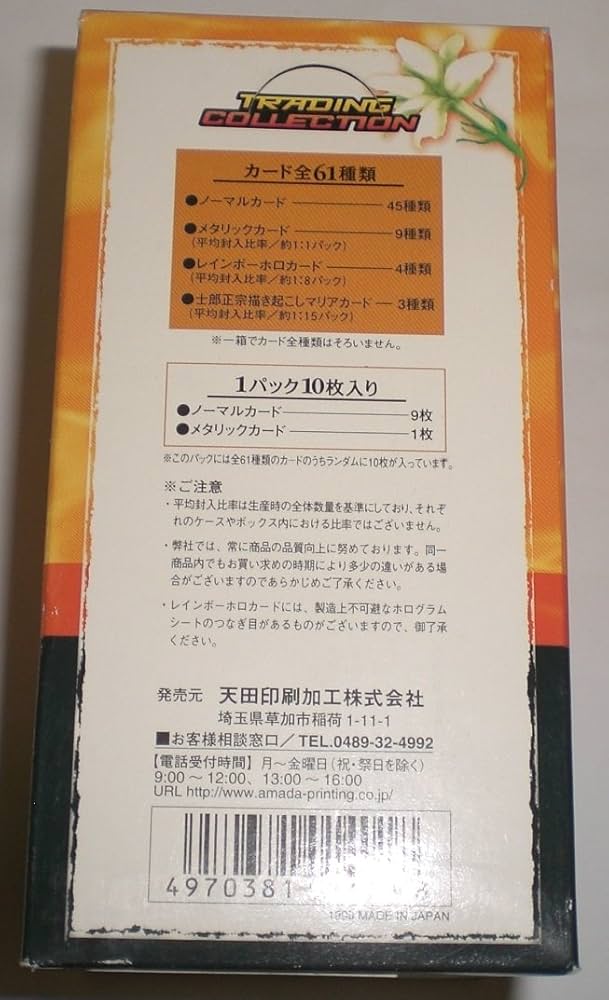 TRADING
COLLECTION
カード全61種類
●ノーマルカード 45種類
●メタリックカード 9種類
(平均封入比率/約1:1パック)
●レインボーホロカード 4種類
(平均封入比率/約1:8パック)
●士郎正宗描き起こしマリアカード 3種類
(平均封入比率/約1:15パック)
※一箱でカード全種類はそろいません。
1パック10枚入り
●ノーマルカード 9枚
●メタリックカード 1枚
※このパックには全61種類のカードのうちランダムに10枚が入っています。
※ご注意
・平均封入比率は生産時の全体数量を基準にしており、それぞ
れのケースやボックス内における比率ではございません。
・弊社では、常に商品の品質向上に努めております。同一
商品内でもお買い求めの時期により多少の違いがある場
合がございますのであらかじめご了承ください。
・レインボーホロカードには、製造上不可避なホログラム
シートのつなぎ目があるものがございますので、御了承
ください。
発売元 天田印刷加工株式会社
埼玉県草加市稲荷1-11-1
■お客様相談窓口/TEL.0489-32-4992
【電話受付時間】月~金曜日(祝・祭日を除く)
9:00~12:00、13:00~16:00
URL http://www.amada-printing.co.jp/
4970381
MADE IN JAPAN